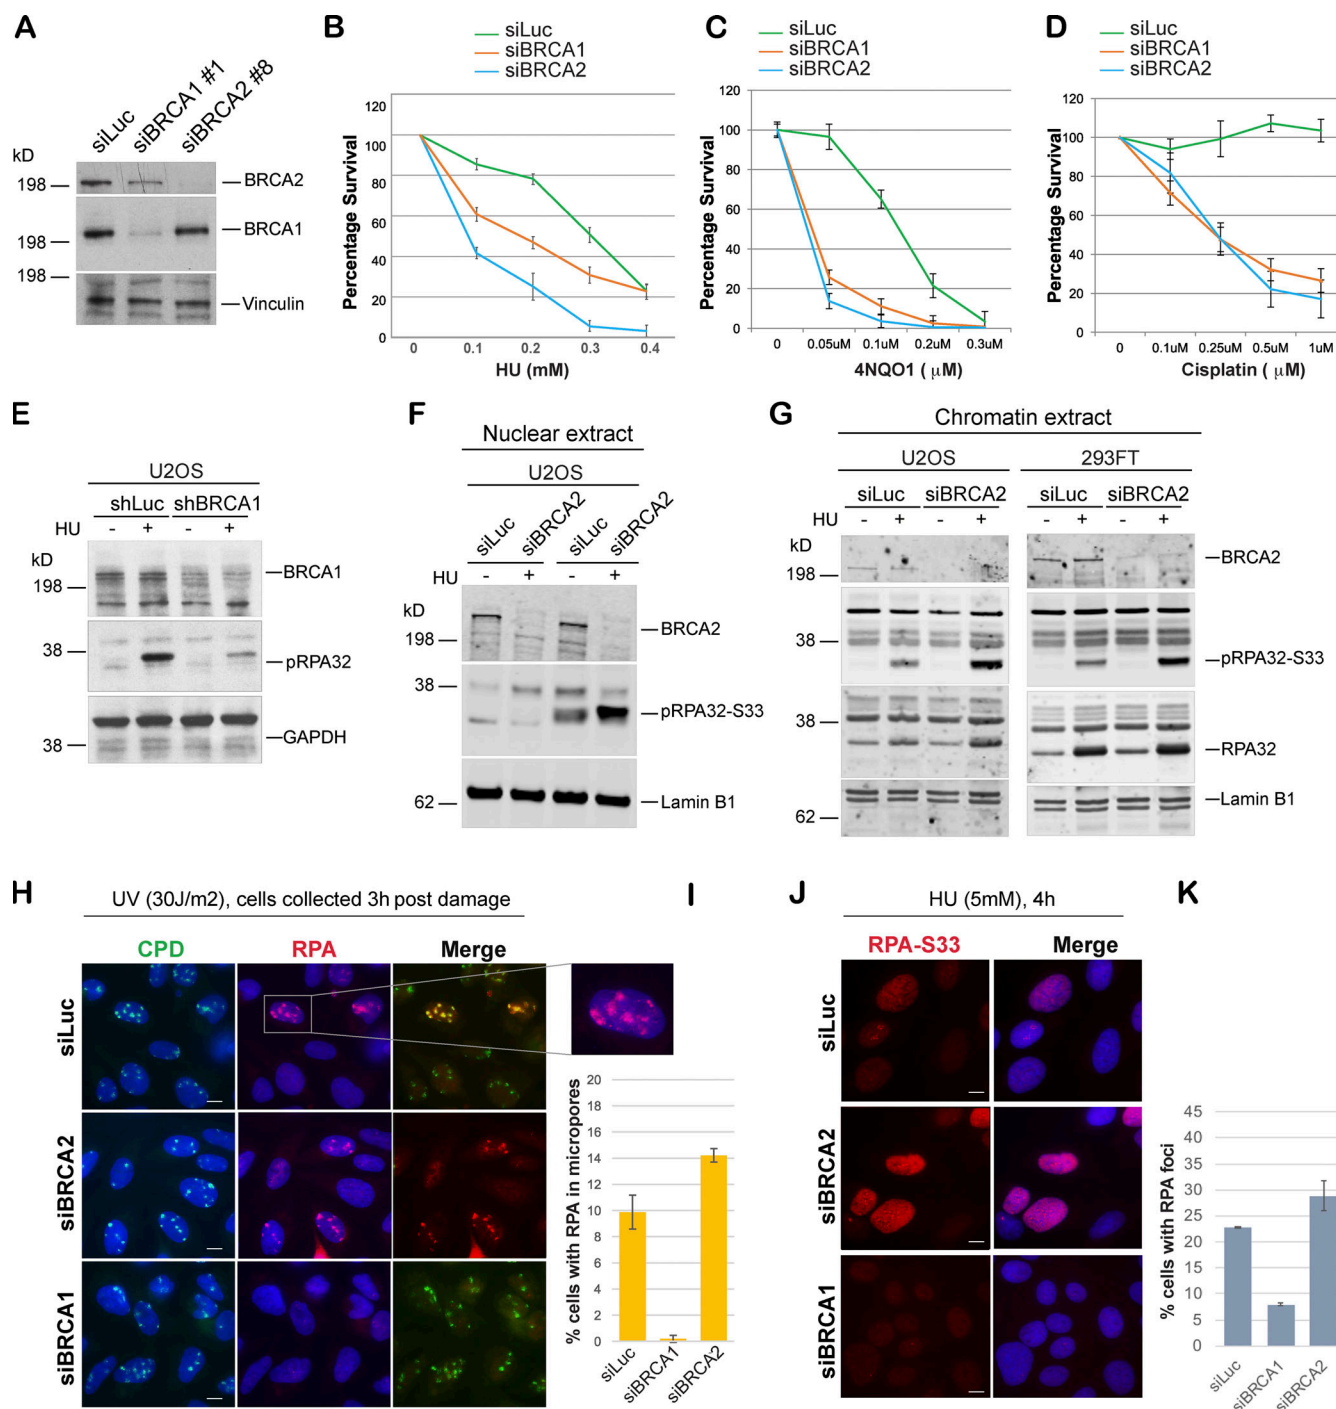 A
siLuc
siBRCA1 #1
siBRCA2 #8
kD
198
BRCA2
198
BRCA1
198
Vinculin
B
siLuc
siBRCA1
siBRCA2
Percentage Survival
120
100
80
60
40
20
0
0 0.1 0.2 0.3 0.4
HU (mM)
C
siLuc
siBRCA1
siBRCA2
Percentage Survival
120
100
80
60
40
20
0
0 0.05uM 0.1uM 0.2uM 0.3uM
4NQO1 ( μM)
D
siLuc
siBRCA1
siBRCA2
Percentage Survival
120
100
80
60
40
20
0
0 0.1uM 0.25uM 0.5uM 1uM
Cisplatin ( μM)
E
U2OS
shLuc shBRCA1
HU - + - +
kD
198
BRCA1
38
pRPA32
GAPDH
38
F
Nuclear extract
U2OS
siLuc
siBRCA2
siLuc
siBRCA2
HU - + - +
kD
198
BRCA2
38
pRPA32-S33
62
Lamin B1
G
Chromatin extract
U2OS 293FT
siLuc siBRCA2 siLuc siBRCA2
HU - + - + - + - +
kD
198
BRCA2
38
pRPA32-S33
38
RPA32
Lamin B1
62
H
UV (30J/m2), cells collected 3h post damage
CPD RPA Merge
siLuc
siBRCA2
siBRCA1
I
% cells with RPA in micropores
20
18
16
14
12
10
8
6
4
2
0
siLuc
siBRCA1
siBRCA2
J
HU (5mM), 4h
RPA-S33 Merge
siLuc
siBRCA2
siBRCA1
K
% cells with RPA foci
45
40
35
30
25
20
15
10
5
0
siLuc
siBRCA1
siBRCA2